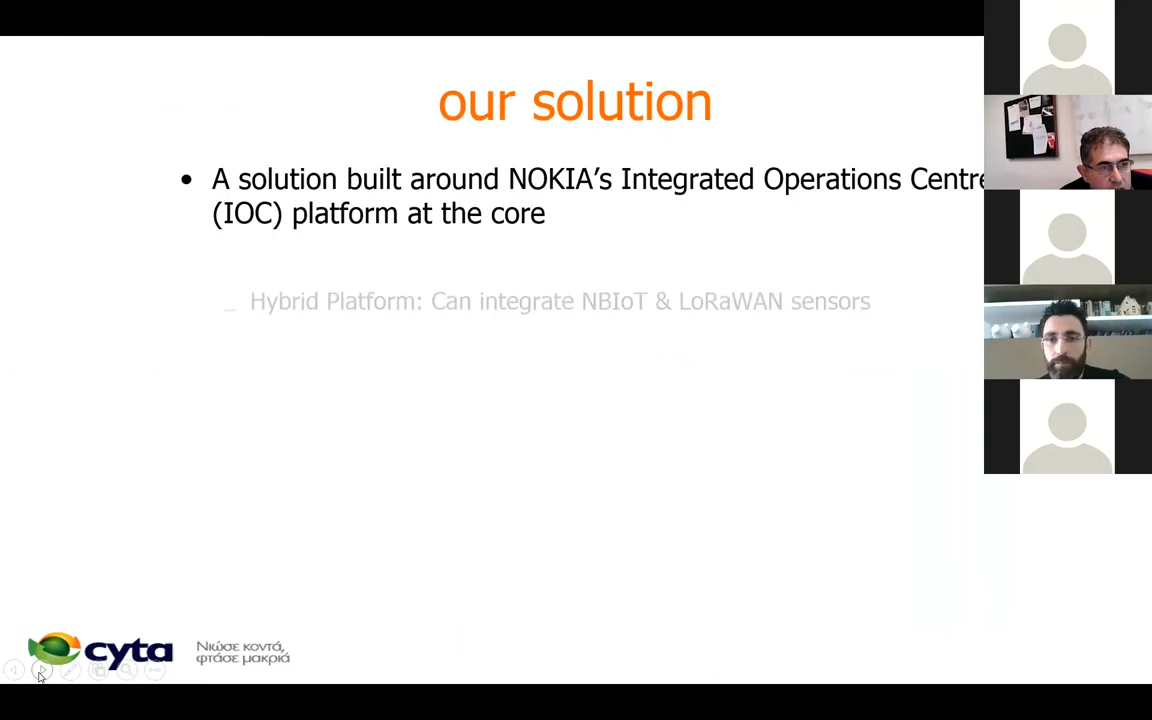 our solution
• A solution built around NOKIA’s Integrated Operations Centre
(IOC) platform at the core
_ Hybrid Platform: Can integrate NBIoT & LoRaWAN sensors
cyta
Νιώσε κοντά,
φτάσε μακριά